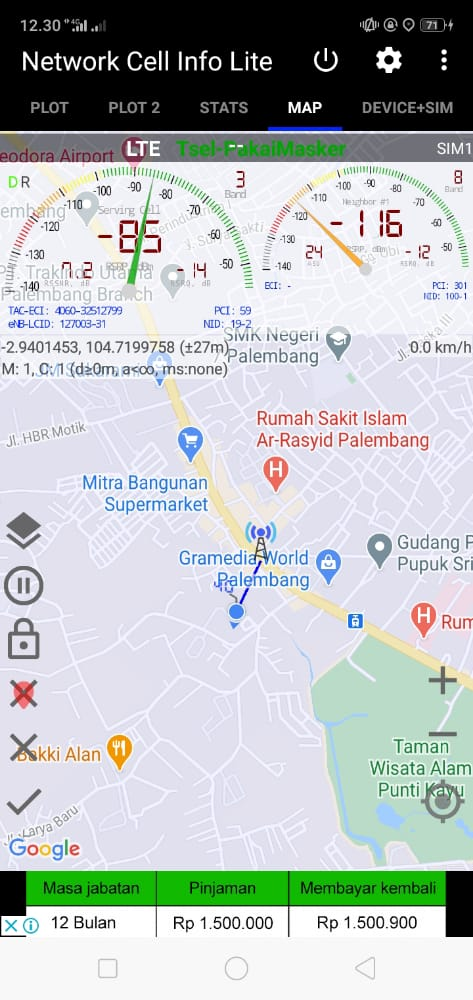 12.30
4G
71
Network Cell Info Lite
PLOT
PLOT 2
STATS
MAP
DEVICE+SIM
eodora Airport
LTE
Tsel-PakaiMasker
--
SIM1
D R
3
Band
8
Band
-140
-130
-120
-110
-100
-90
-80
-70
-60
-50
Serving Cell
-85
RSRP, dBm
7.2
RSSNR, dB
-14
RSRQ, dB
-140
-130
-120
-110
-100
-90
-80
-70
-60
-50
Neighbor #1
-116
RSRP, dBm
24
ASU
-12
RSRQ, dB
ECI: -
PCI: 301
NID: 100-1
TAC-ECI: 4060-32512799
eNB-LCID: 127003-31
PCI: 59
NID: 19-2
Palembang Branch
-2.9401453, 104.7199758 (±27m)
0.0 km/h
M: 1, C: 1 (d≥0m, a<∞, ms:none)
SMK Negeri
Palembang
Jl. HBR Motik
Rumah Sakit Islam
Ar-Rasyid Palembang
Mitra Bangunan
Supermarket
Gramedia World
Palembang
Gudang P
Pupuk Sri
4G
Rum
Bakki Alan
Taman
Wisata Alam
Punti Kayu
Jl. Karya Baru
Google
Masa jabatan
Pinjaman
Membayar kembali
12 Bulan
Rp 1.500.000
Rp 1.500.900